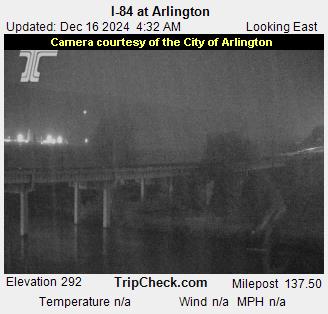 I-84 at Arlington
Updated: Dec 16 2024 4:32 AM Looking East
Camera courtesy of the City of Arlington
Elevation 292 TripCheck.com Milepost 137.50
Temperature n/a Wind n/a MPH n/a